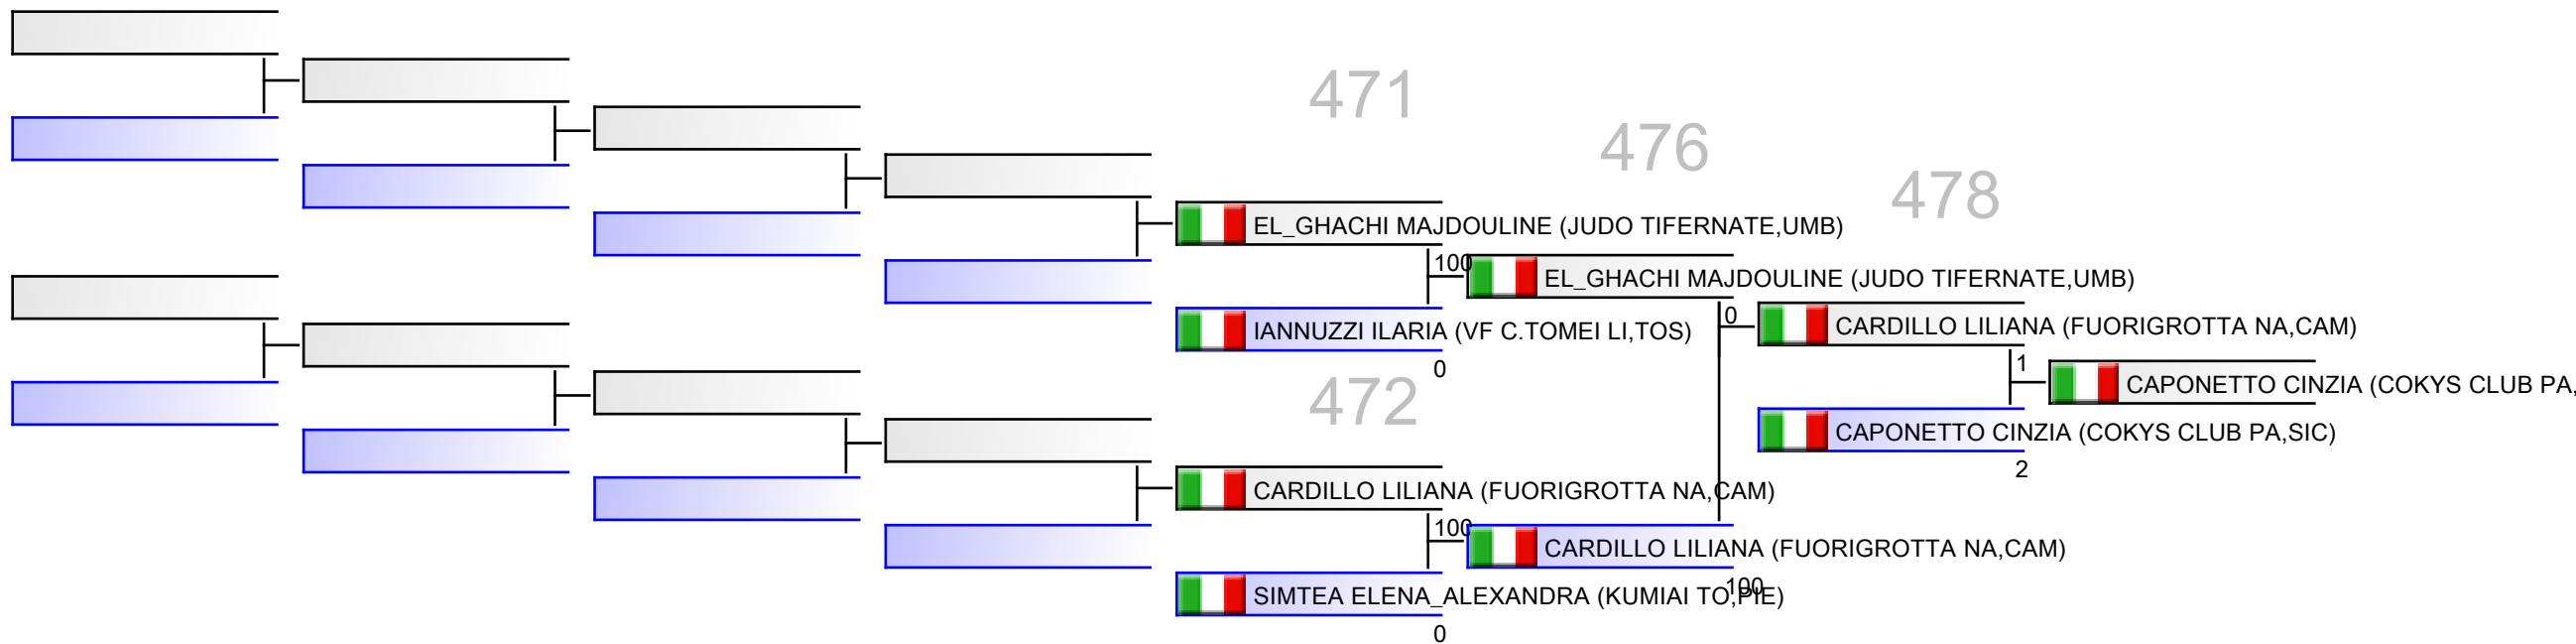 471
476
478
EL_GHACHI MAJDOULINE (JUDO TIFERNATE,UMB)
100
EL_GHACHI MAJDOULINE (JUDO TIFERNATE,UMB)
0
IANNUZZI ILARIA (VF C.TOMEI LI,TOS)
0
CARDILLO LILIANA (FUORIGROTTA NA,CAM)
1
CAPONETTO CINZIA (COKYS CLUB PA,
CAPONETTO CINZIA (COKYS CLUB PA,SIC)
2
472
CARDILLO LILIANA (FUORIGROTTA NA,CAM)
100
CARDILLO LILIANA (FUORIGROTTA NA,CAM)
100
SIMTEA ELENA_ALEXANDRA (KUMIAI TO,PIE)
0